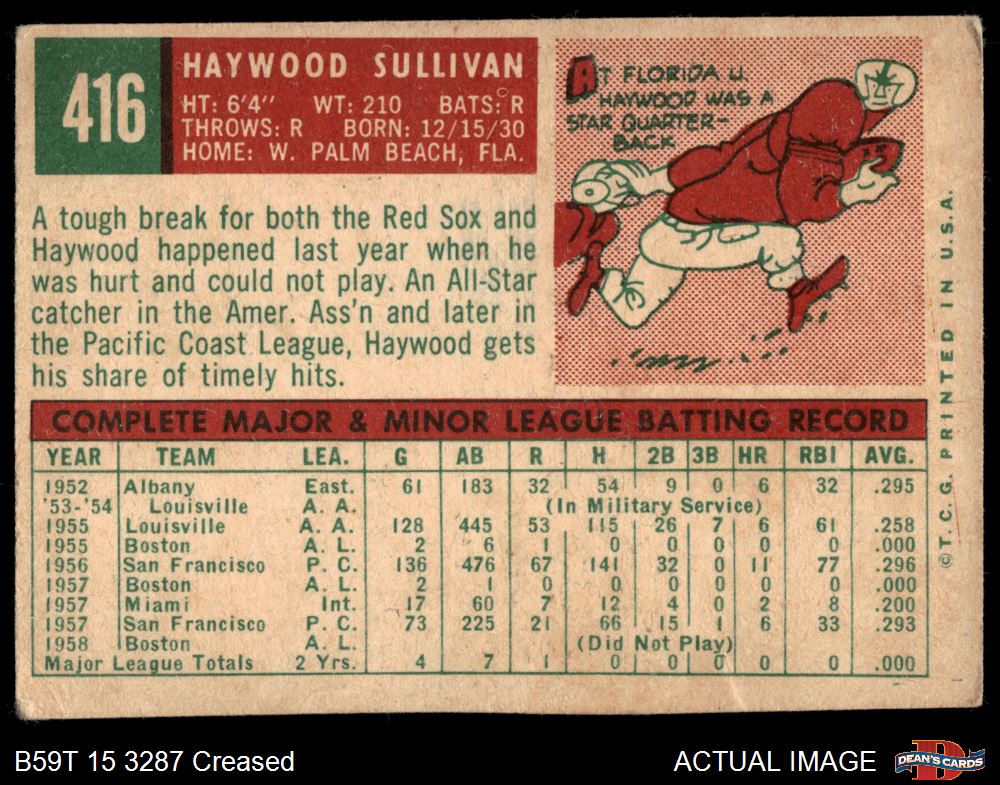 416
HAYWOOD SULLIVAN
HT: 6'4" WT: 210 BATS: R
THROWS: R BORN: 12/15/30
HOME: W. PALM BEACH, FLA.
AT FLORIDA U.
HAYWOOD WAS A
STAR QUARTER-
BACK
A tough break for both the Red Sox and
Haywood happened last year when he
was hurt and could not play. An All-Star
catcher in the Amer. Ass'n and later in
the Pacific Coast League, Haywood gets
his share of timely hits.
COMPLETE MAJOR & MINOR LEAGUE BATTING RECORD
YEAR TEAM LEA. G AB R H 2B 3B HR RBI AVG.
1952 Albany East. 61 183 32 54 9 0 6 32 .295
'53-'54 Louisville A. A. (In Military Service)
1955 Louisville A. A. 128 445 53 115 26 7 6 61 .258
1955 Boston A. L. 2 6 1 0 0 0 0 0 .000
1956 San Francisco P. C. 136 476 67 141 32 0 11 77 .296
1957 Boston A. L. 2 1 0 0 0 0 0 0 .000
1957 Miami Int. 17 60 7 12 4 0 2 8 .200
1957 San Francisco P. C. 73 225 21 66 15 1 6 33 .293
1958 Boston A. L. (Did Not Play)
Major League Totals 2 Yrs. 4 7 1 0 0 0 0 0 .000
© T. C. G. PRINTED IN U. S. A.
B59T 15 3287 Creased
ACTUAL IMAGE
D
DEAN'S CARDS